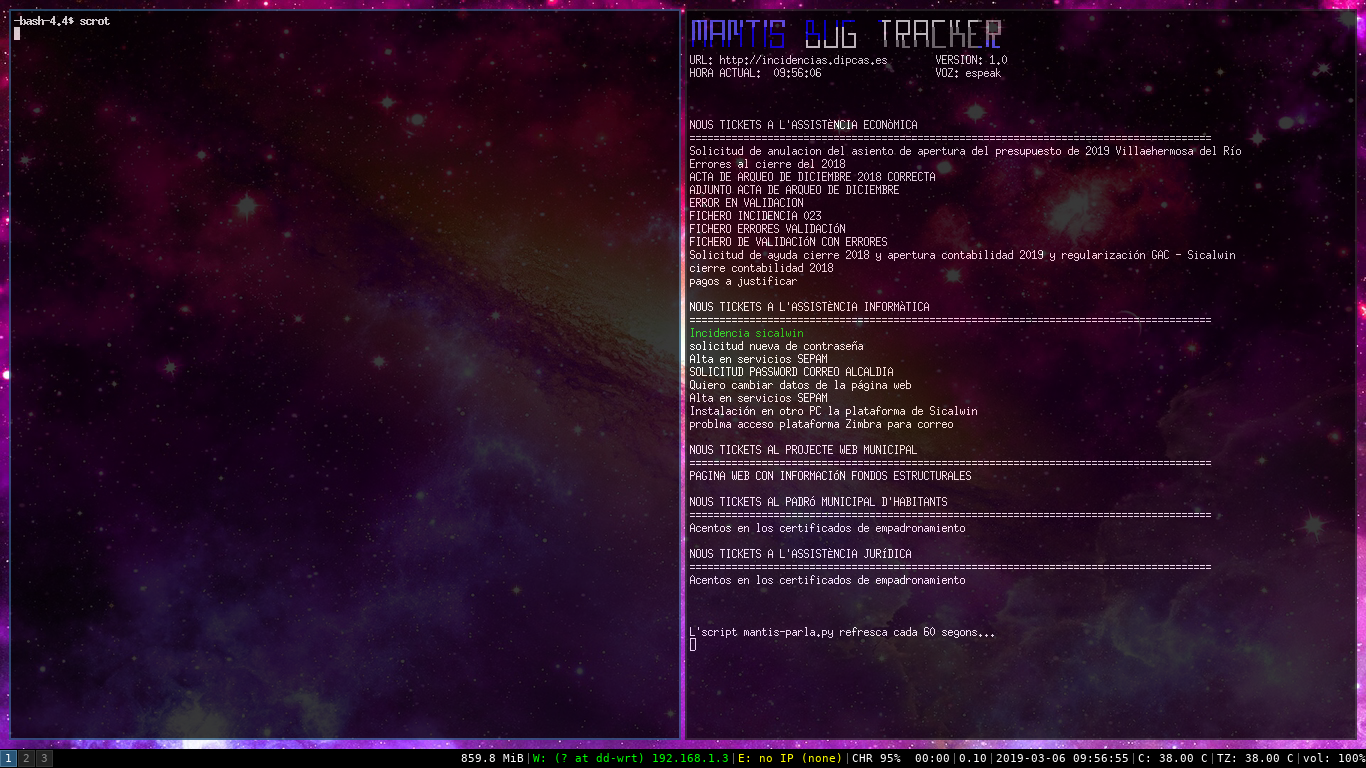 -bash-4.4$ scrot
MANTIS BUG TRACKER
URL: http://incidencias.dipcas.es VERSION: 1.0
HORA ACTUAL: 09:56:06 VOZ: espeak
NOUS TICKETS A L'ASSISTèNCIA ECONòMICA
=======================================================================================
Solicitud de anulacion del asiento de apertura del presupuesto de 2019 Villaehermosa del Río
Errores al cierre del 2018
ACTA DE ARQUEO DE DICIEMBRE 2018 CORRECTA
ADJUNTO ACTA DE ARQUEO DE DICIEMBRE
ERROR EN VALIDACION
FICHERO INCIDENCIA 023
FICHERO ERRORES VALIDACIóN
FICHERO DE VALIDACIóN CON ERRORES
Solicitud de ayuda cierre 2018 y apertura contabilidad 2019 y regularización GAC - Sicalwin
cierre contabilidad 2018
pagos a justificar
NOUS TICKETS A L'ASSISTèNCIA INFORMàTICA
=======================================================================================
Incidencia sicalwin
solicitud nueva de contraseña
Alta en servicios SEPAM
SOLICITUD PASSWORD CORREO ALCALDIA
Quiero cambiar datos de la página web
Alta en servicios SEPAM
Instalación en otro PC la plataforma de Sicalwin
problma acceso plataforma Zimbra para correo
NOUS TICKETS AL PROJECTE WEB MUNICIPAL
=======================================================================================
PAGINA WEB CON INFORMACIóN FONDOS ESTRUCTURALES
NOUS TICKETS AL PADRó MUNICIPAL D'HABITANTS
=======================================================================================
Acentos en los certificados de empadronamiento
NOUS TICKETS A L'ASSISTèNCIA JURíDICA
=======================================================================================
Acentos en los certificados de empadronamiento
L'script mantis-parla.py refresca cada 60 segons...
1 2 3 859.8 MiB|W: (? at dd-wrt) 192.168.1.3|E: no IP (none)|CHR 95% 00:00|0.10|2019-03-06 09:56:55|C: 38.00 C|TZ: 38.00 C|vol: 100%